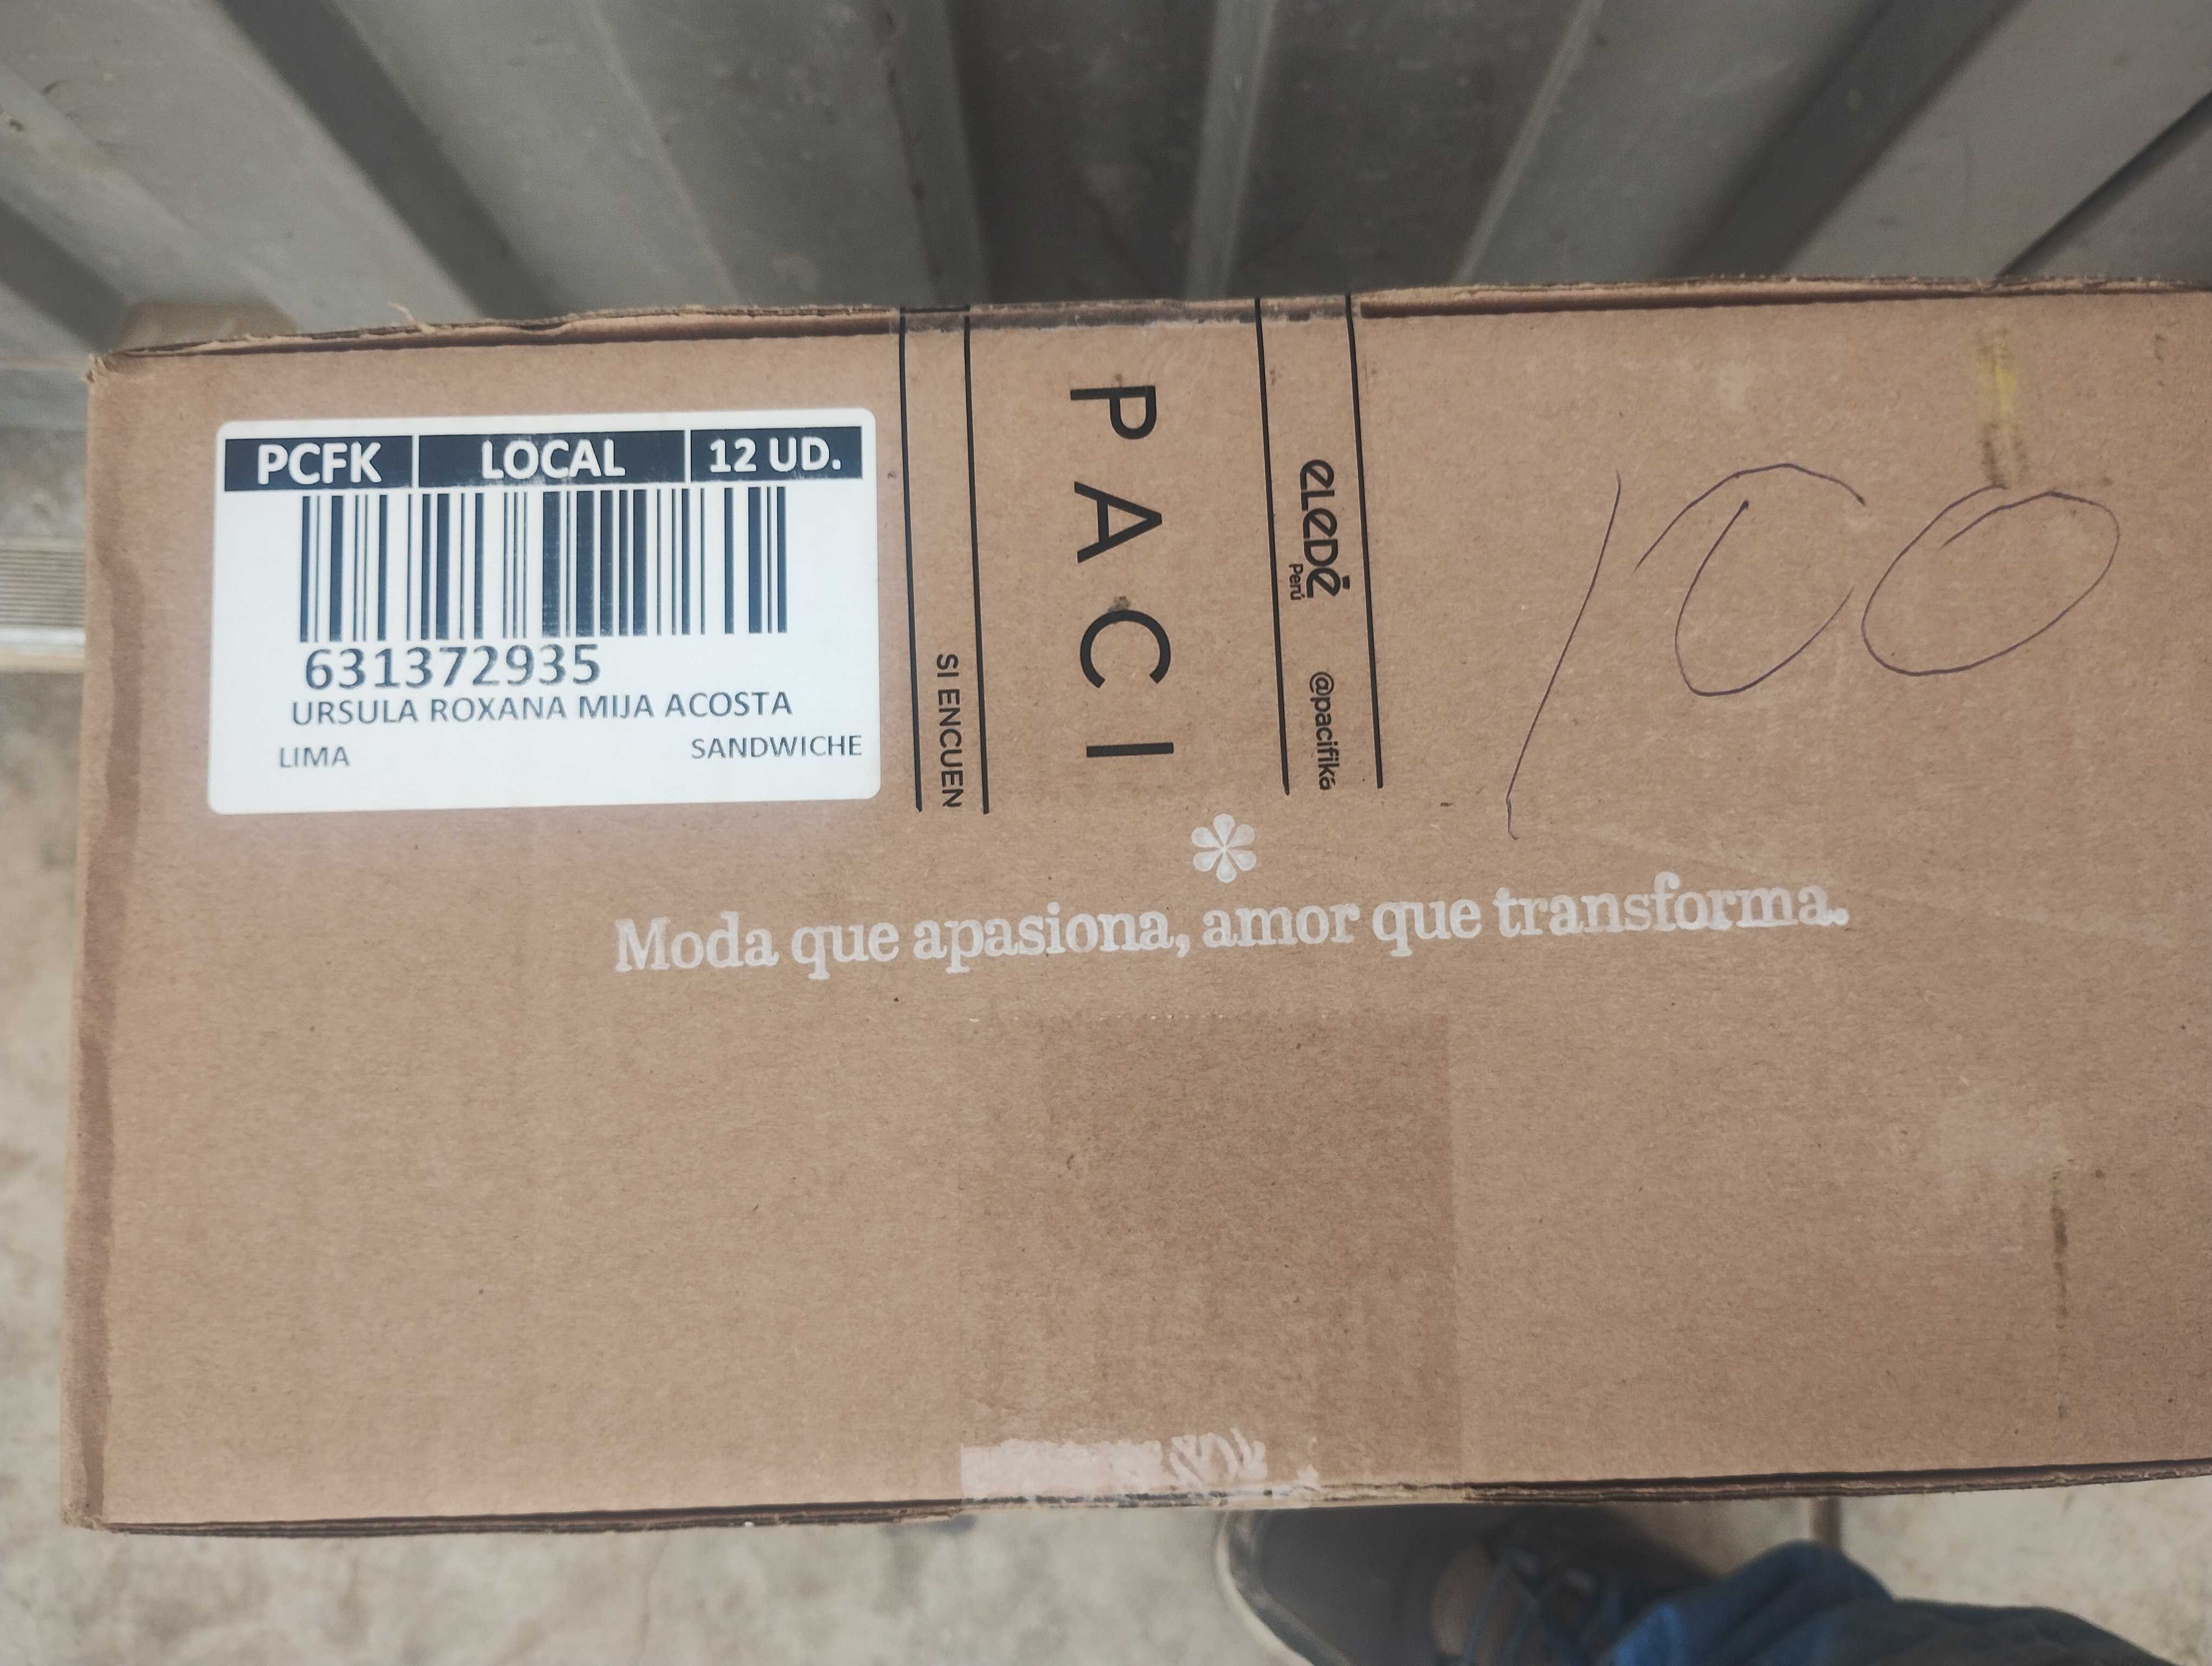 PCFK LOCAL 12 UD.
631372935
URSULA ROXANA MIJA ACOSTA
LIMA SANDWICHE
SI ENCUEN
PACI
eLeDé
Perú
@pacifika
100
Moda que apasiona, amor que transforma.